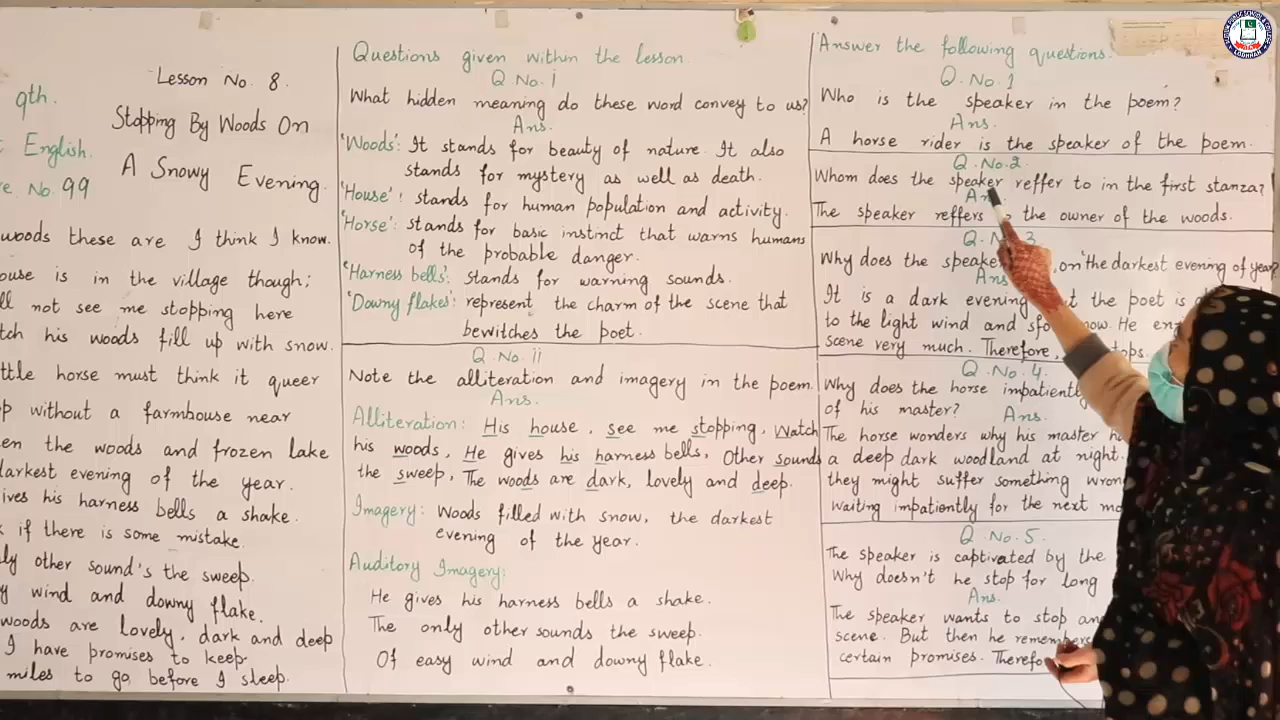 9th.
English.
No. 99
Lesson No. 8.
Stopping By Woods On
A Snowy Evening.
woods these are I think I know.
is in the village though;
not see me stopping here
his woods fill up with snow.
horse must think it queer
without a farmhouse near
the woods and frozen lake
darkest evening of the year.
his harness bells a shake.
if there is some mistake.
other sound's the sweep.
wind and downy flake.
woods are lovely, dark and deep
I have promises to keep.
miles to go before I sleep.
Questions given within the lesson.
Q. No. i
What hidden meaning do these word convey to us?
Ans.
'Woods': It stands for beauty of nature. It also
stands for mystery as well as death.
'House': stands for human population and activity.
'Horse': stands for basic instinct that warns humans
of the probable danger.
'Harness bells': stands for warning sounds.
'Downy flakes': represent the charm of the scene that
bewitches the poet.
Q. No. ii
Note the alliteration and imagery in the poem.
Ans.
Alliteration: His house, see me stopping, Watch
his woods, He gives his harness bells, Other sounds
the sweep, The woods are dark, lovely and deep.
Imagery: Woods filled with snow, the darkest
evening of the year.
Auditory Imagery:
He gives his harness bells a shake.
The only other sounds the sweep.
Of easy wind and downy flake.
Answer the following questions.
Q. No. 1
Who is the speaker in the poem?
Ans.
A horse rider is the speaker of the poem.
Q. No. 2
Whom does the speaker reffer to in the first stanza?
The speaker reffers the owner of the woods.
3
Why does the speaker , on 'the darkest evening of year?
Ans
It is a dark evening the poet is
to the light wind and He
scene very much. Therefore,
Q. No. 4.
Why does the horse impatiently
of his master? Ans.
The horse wonders why his master
a deep dark woodland at night.
they might suffer something
waiting impatiently for the next
Q. No. 5.
The speaker is captivated by the
Why doesn't he stop for long
Ans.
The speaker wants to stop
scene. But then he remembers
certain promises.